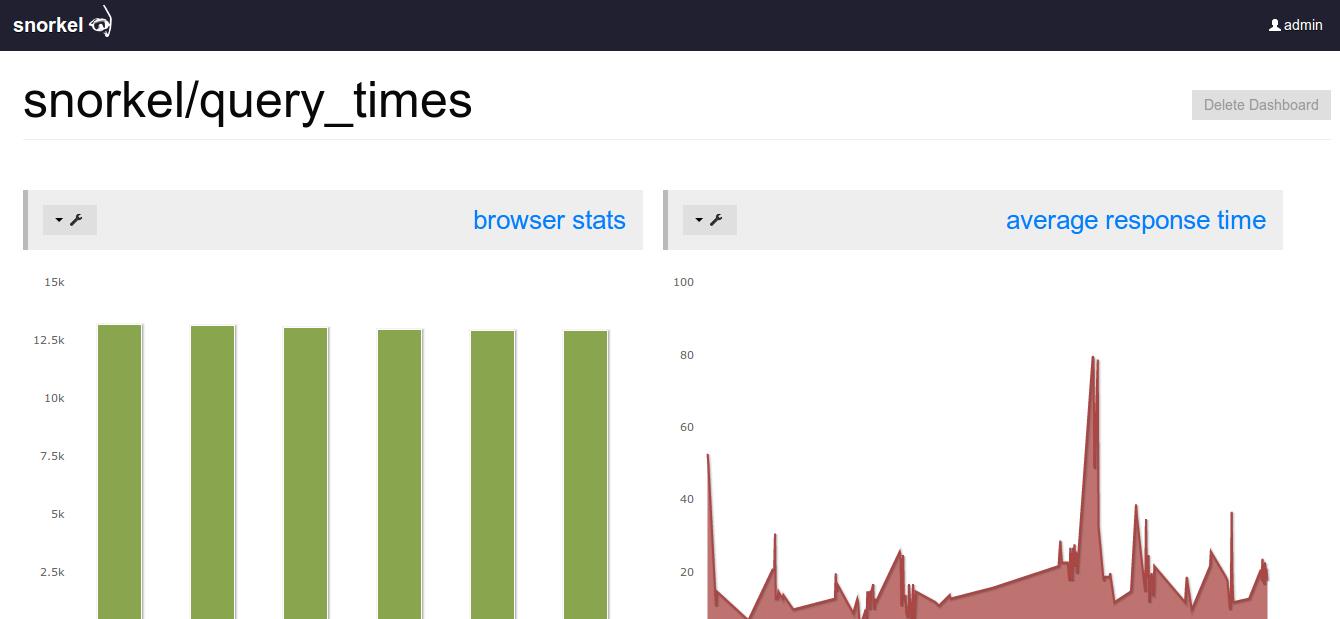 snorkel
admin
snorkel/query_times
Delete Dashboard
browser stats
15k
12.5k
10k
7.5k
5k
2.5k
average response time
100
80
60
40
20